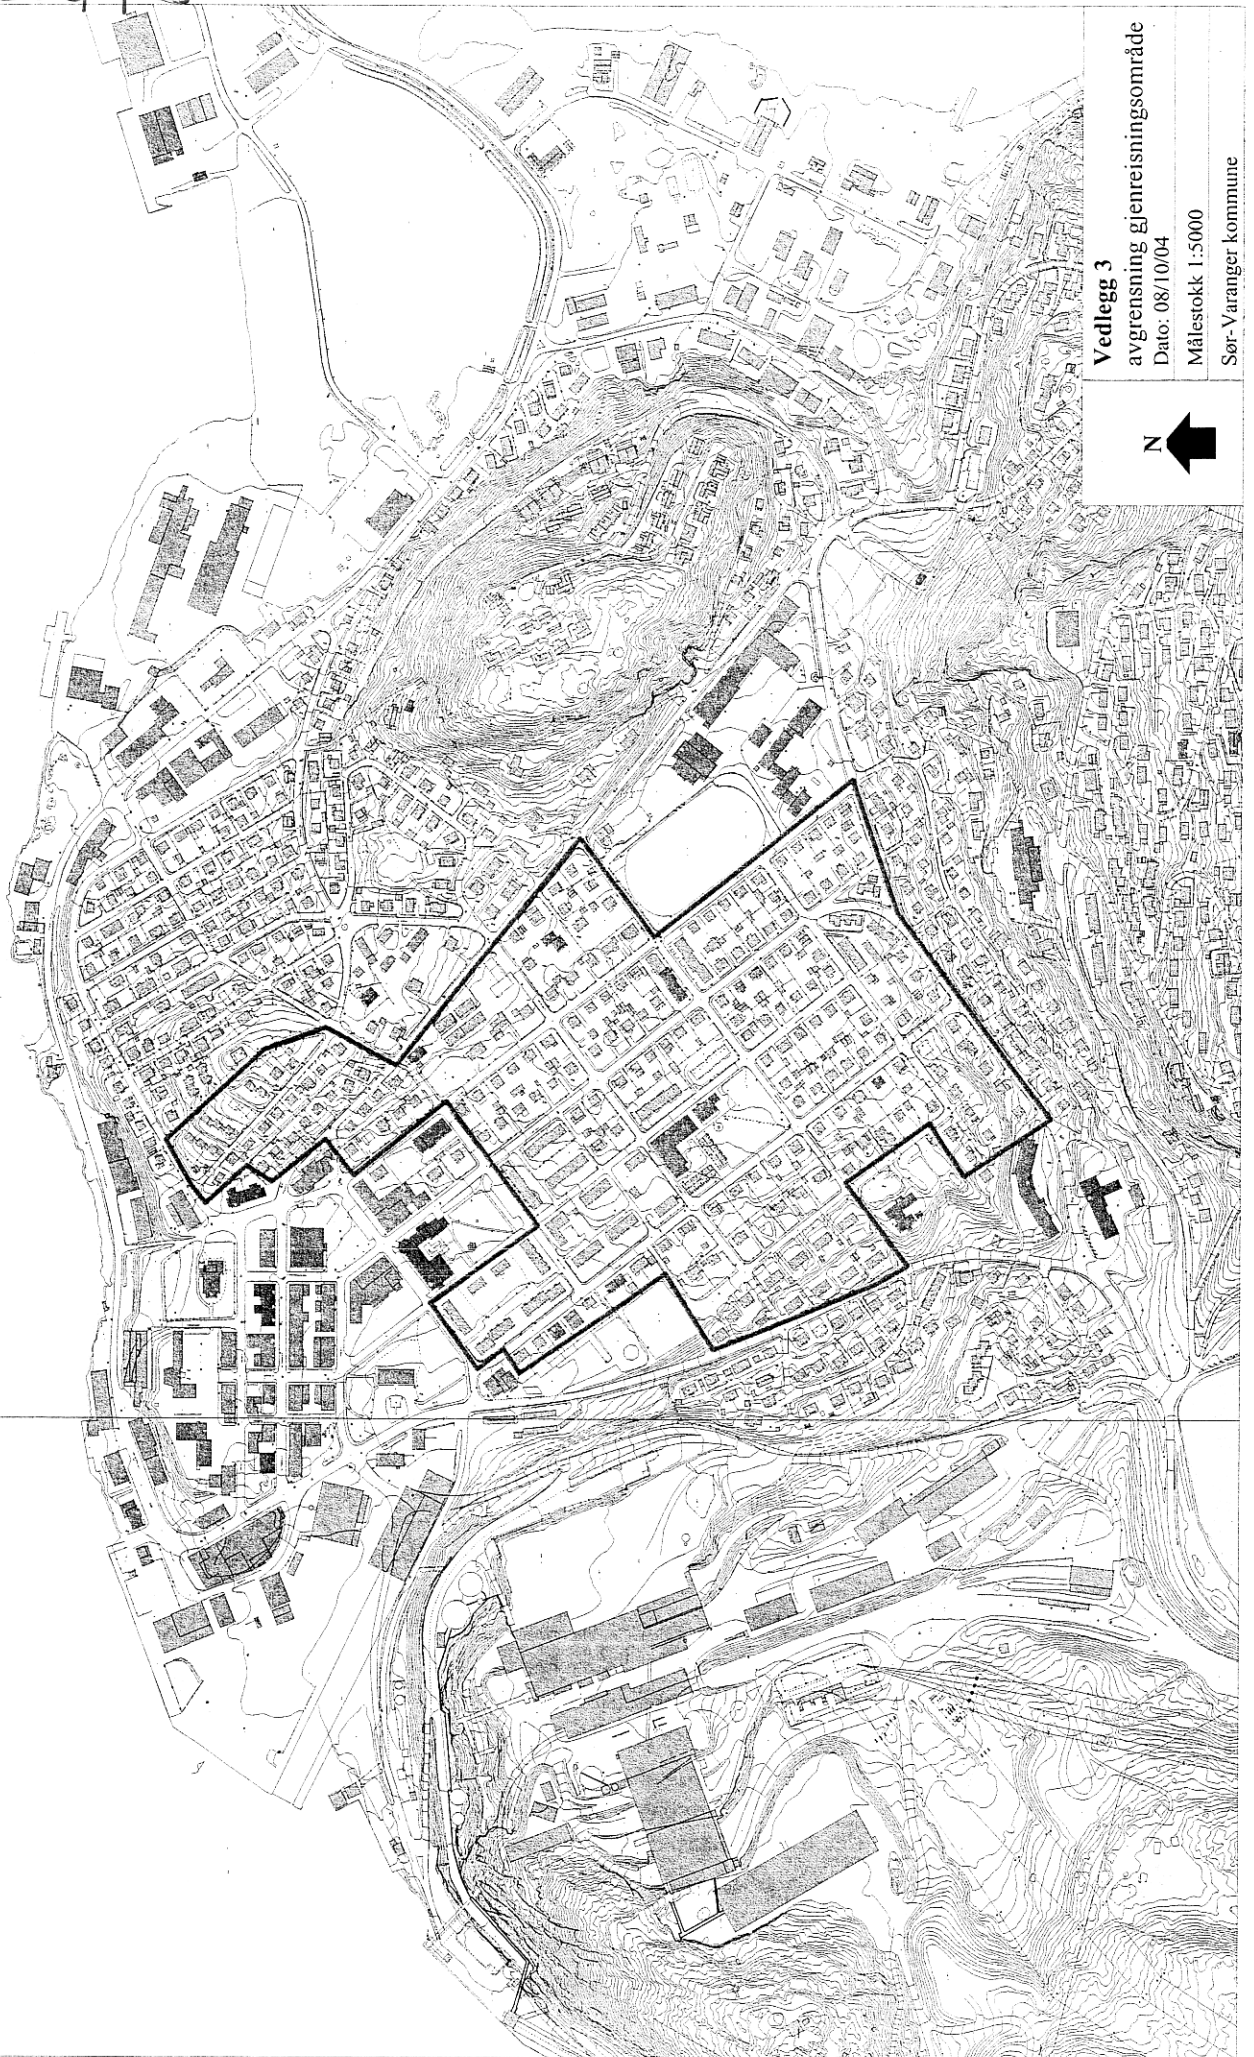 Vedlegg 3
avgrensning gjenreisningsområde
Dato: 08/10/04
Målestokk 1:5000
Sør-Varanger kommune
N